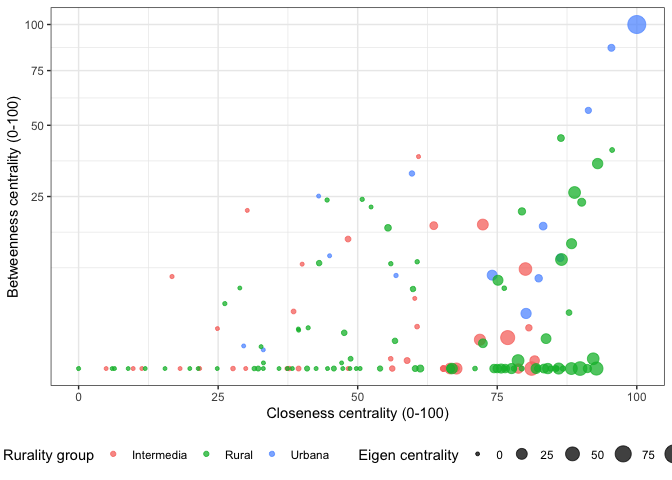 100
75
50
25
Betweenness centrality (0-100)
0 25 50 75 100
Closeness centrality (0-100)
Rurality group Intermedia Rural Urbana Eigen centrality 0 25 50 75